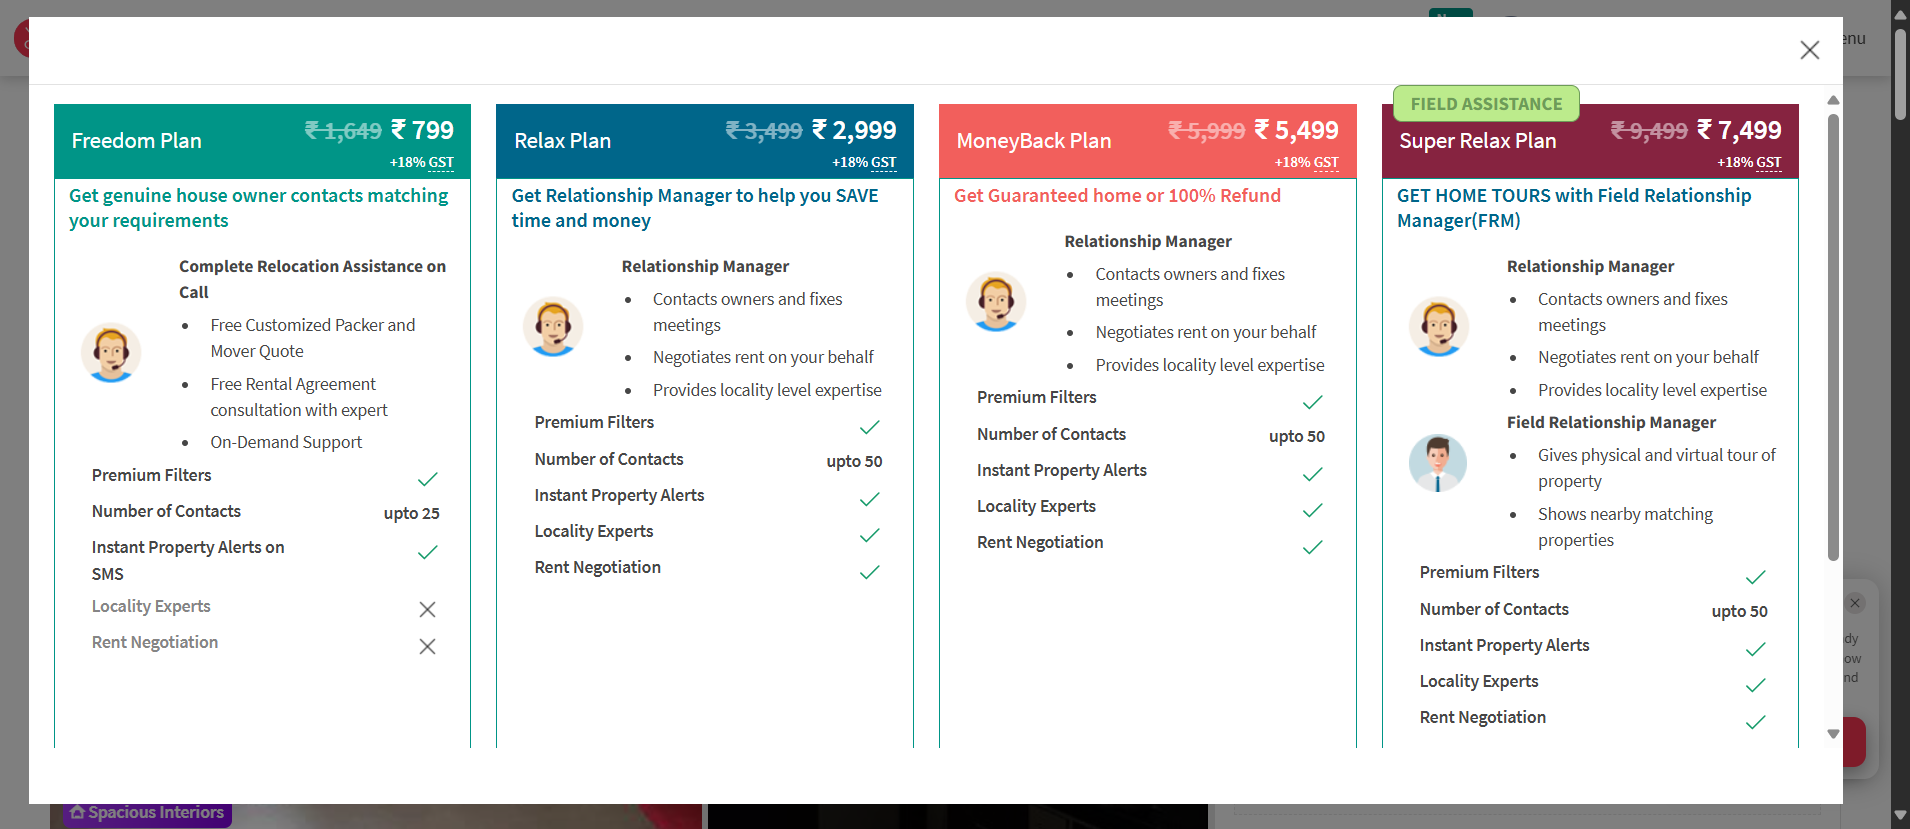 enu
Freedom Plan
₹ 1,649 ₹ 799
+18% GST
Get genuine house owner contacts matching
your requirements
Complete Relocation Assistance on
Call
• Free Customized Packer and
Mover Quote
• Free Rental Agreement
consultation with expert
• On-Demand Support
Premium Filters
Number of Contacts upto 25
Instant Property Alerts on
SMS
Locality Experts
Rent Negotiation
Relax Plan
₹ 3,499 ₹ 2,999
+18% GST
Get Relationship Manager to help you SAVE
time and money
Relationship Manager
• Contacts owners and fixes
meetings
• Negotiates rent on your behalf
• Provides locality level expertise
Premium Filters
Number of Contacts upto 50
Instant Property Alerts
Locality Experts
Rent Negotiation
MoneyBack Plan
₹ 5,999 ₹ 5,499
+18% GST
Get Guaranteed home or 100% Refund
Relationship Manager
• Contacts owners and fixes
meetings
• Negotiates rent on your behalf
• Provides locality level expertise
Premium Filters
Number of Contacts upto 50
Instant Property Alerts
Locality Experts
Rent Negotiation
FIELD ASSISTANCE
Super Relax Plan
₹ 9,499 ₹ 7,499
+18% GST
GET HOME TOURS with Field Relationship
Manager(FRM)
Relationship Manager
• Contacts owners and fixes
meetings
• Negotiates rent on your behalf
• Provides locality level expertise
Field Relationship Manager
• Gives physical and virtual tour of
property
• Shows nearby matching
properties
Premium Filters
Number of Contacts upto 50
Instant Property Alerts
Locality Experts
Rent Negotiation
dy
ow
nd
Spacious Interiors